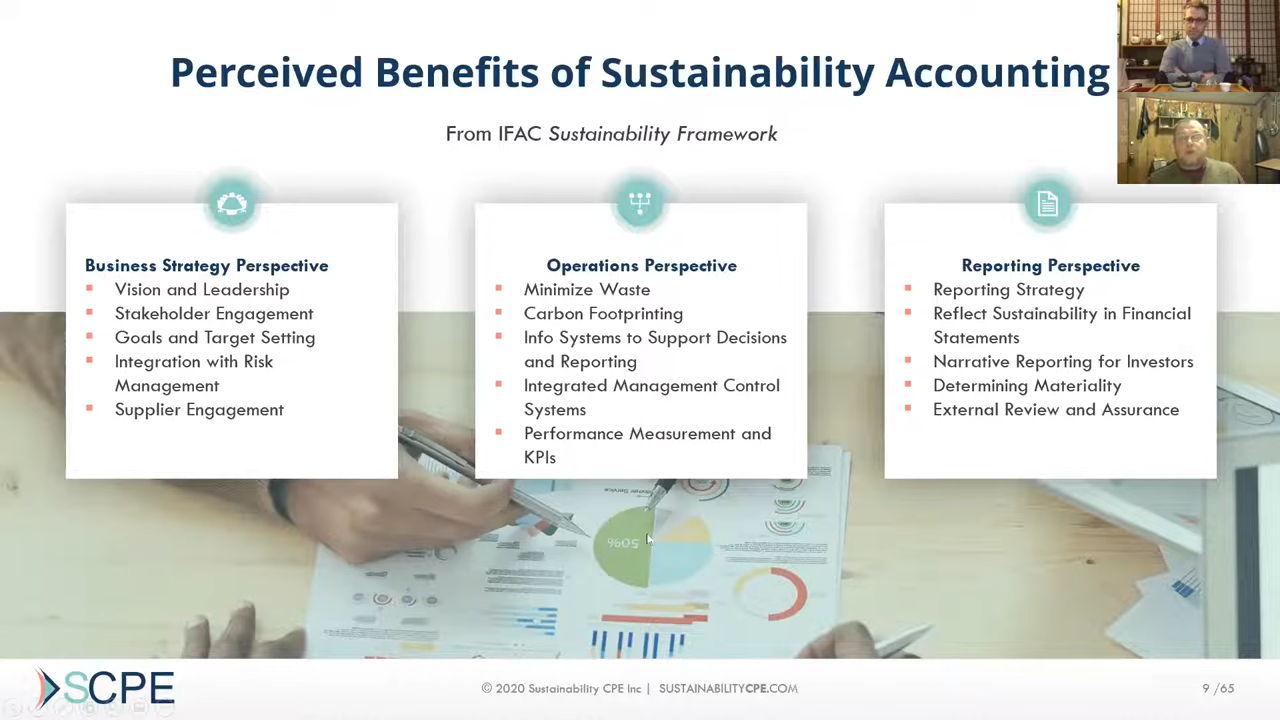 Perceived Benefits of Sustainability Accounting
From IFAC Sustainability Framework
Business Strategy Perspective
Vision and Leadership
Stakeholder Engagement
Goals and Target Setting
Integration with Risk
Management
Supplier Engagement
Operations Perspective
Minimize Waste
Carbon Footprinting
Info Systems to Support Decisions
and Reporting
Integrated Management Control
Systems
Performance Measurement and
KPIs
Reporting Perspective
Reporting Strategy
Reflect Sustainability in Financial
Statements
Narrative Reporting for Investors
Determining Materiality
External Review and Assurance
50%
SCPE
© 2020 Sustainability CPE Inc | SUSTAINABILITYCPE.COM
9 /65